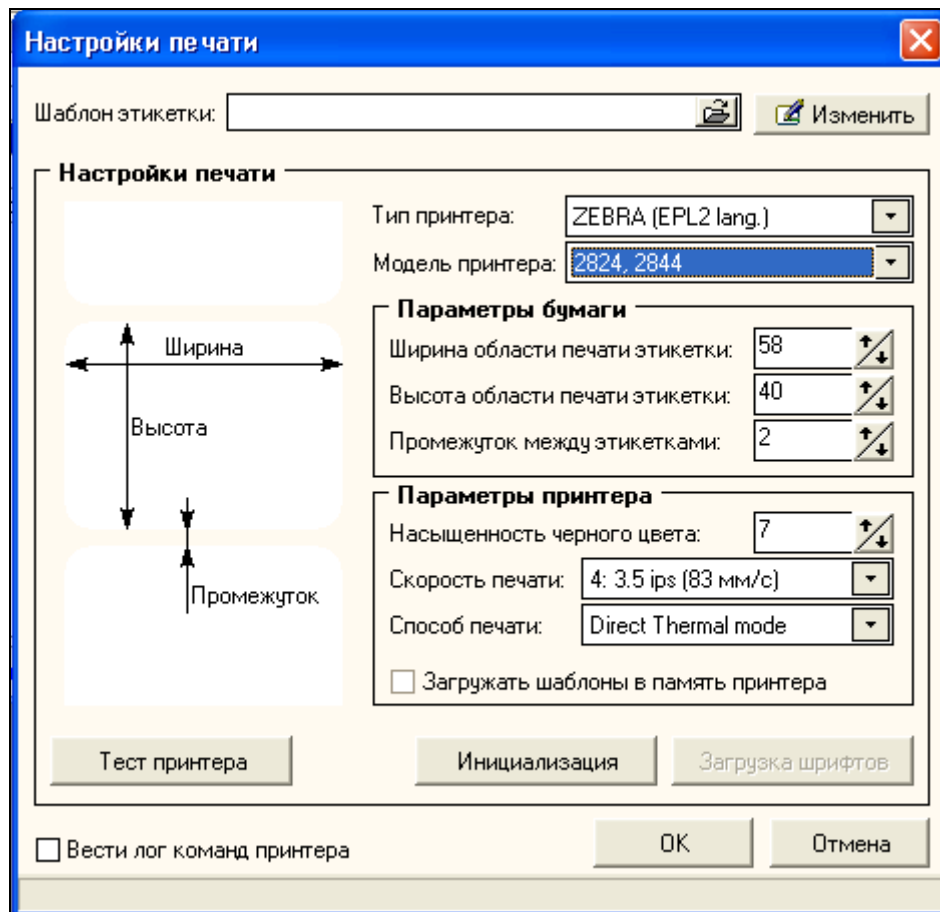 Настройки печати
Шаблон этикетки:
Изменить
Настройки печати
Тип принтера: ZEBRA (EPL2 lang.)
Модель принтера: 2824, 2844
Параметры бумаги
Ширина области печати этикетки: 58
Высота области печати этикетки: 40
Промежуток между этикетками: 2
Ширина
Высота
Промежуток
Параметры принтера
Насыщенность черного цвета: 7
Скорость печати: 4: 3.5 ips (83 мм/с)
Способ печати: Direct Thermal mode
Загружать шаблоны в память принтера
Тест принтера
Инициализация
Загрузка шрифтов
Вести лог команд принтера
OK
Отмена